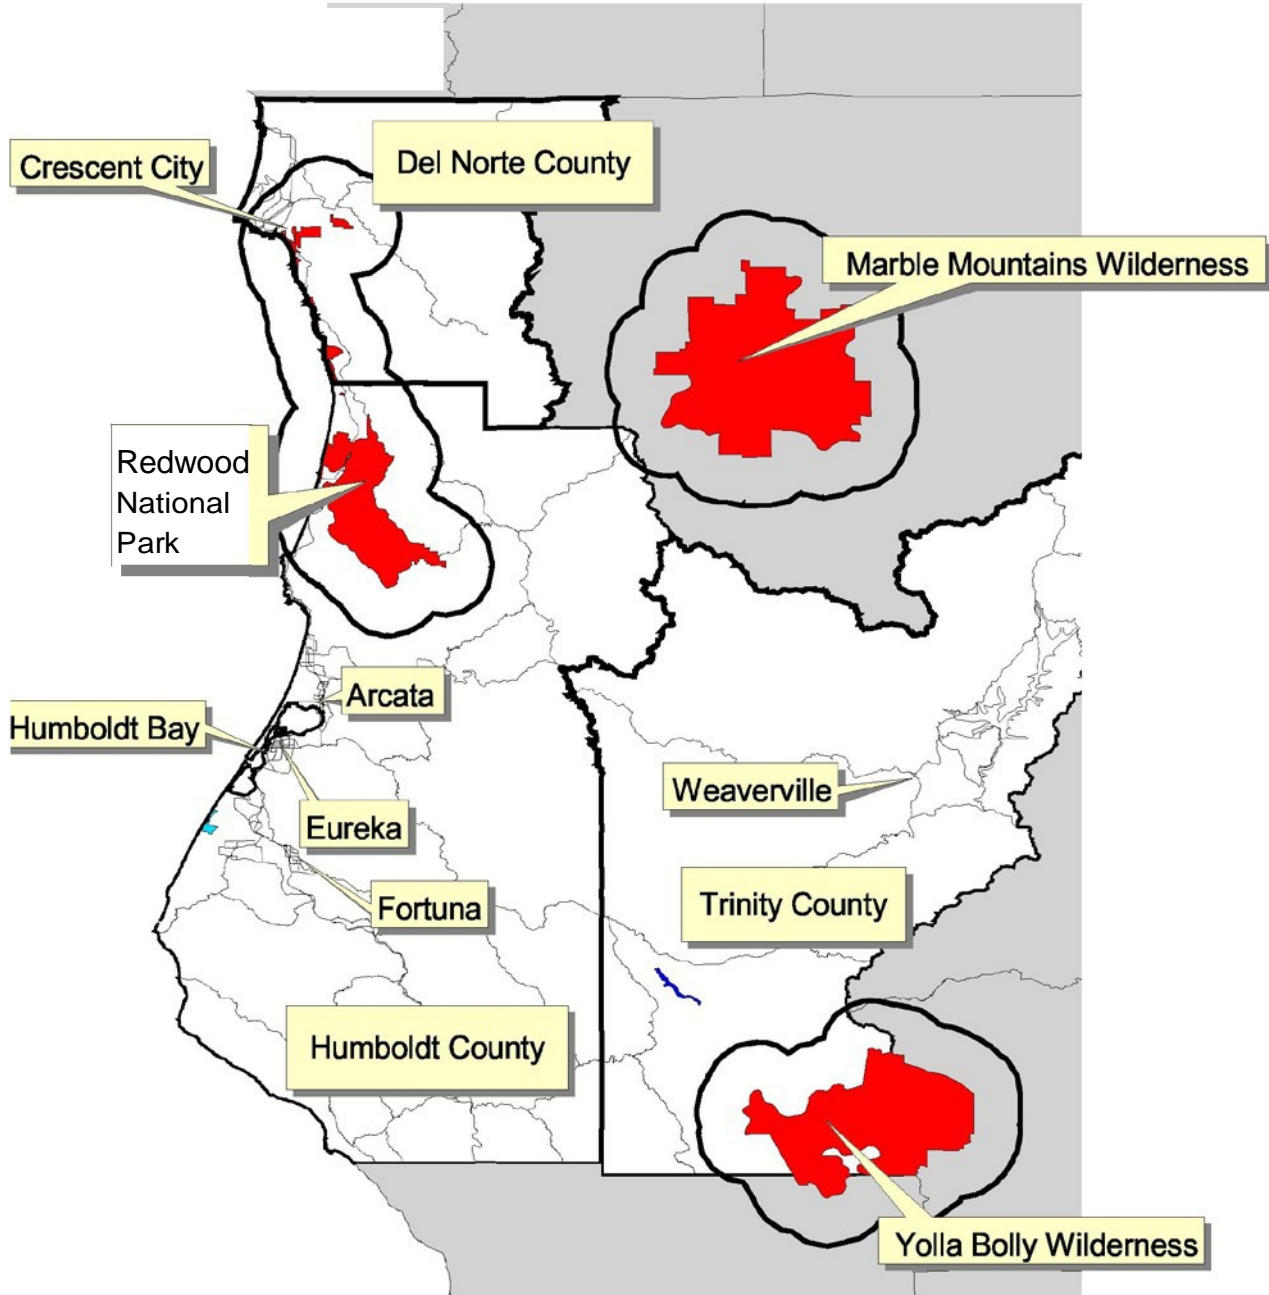 Del Norte County
Crescent City
Marble Mountains Wilderness
Redwood
National
Park
Arcata
Humboldt Bay
Weaverville
Eureka
Fortuna
Trinity County
Humboldt County
Yolla Bolly Wilderness